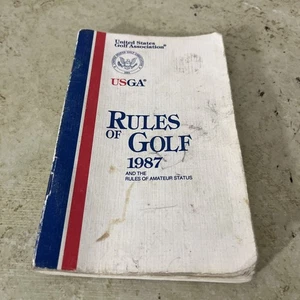 United States
Golf Association®
USGA®
RULES
OF GOLF
1987
AND THE
RULES OF AMATEUR STATUS